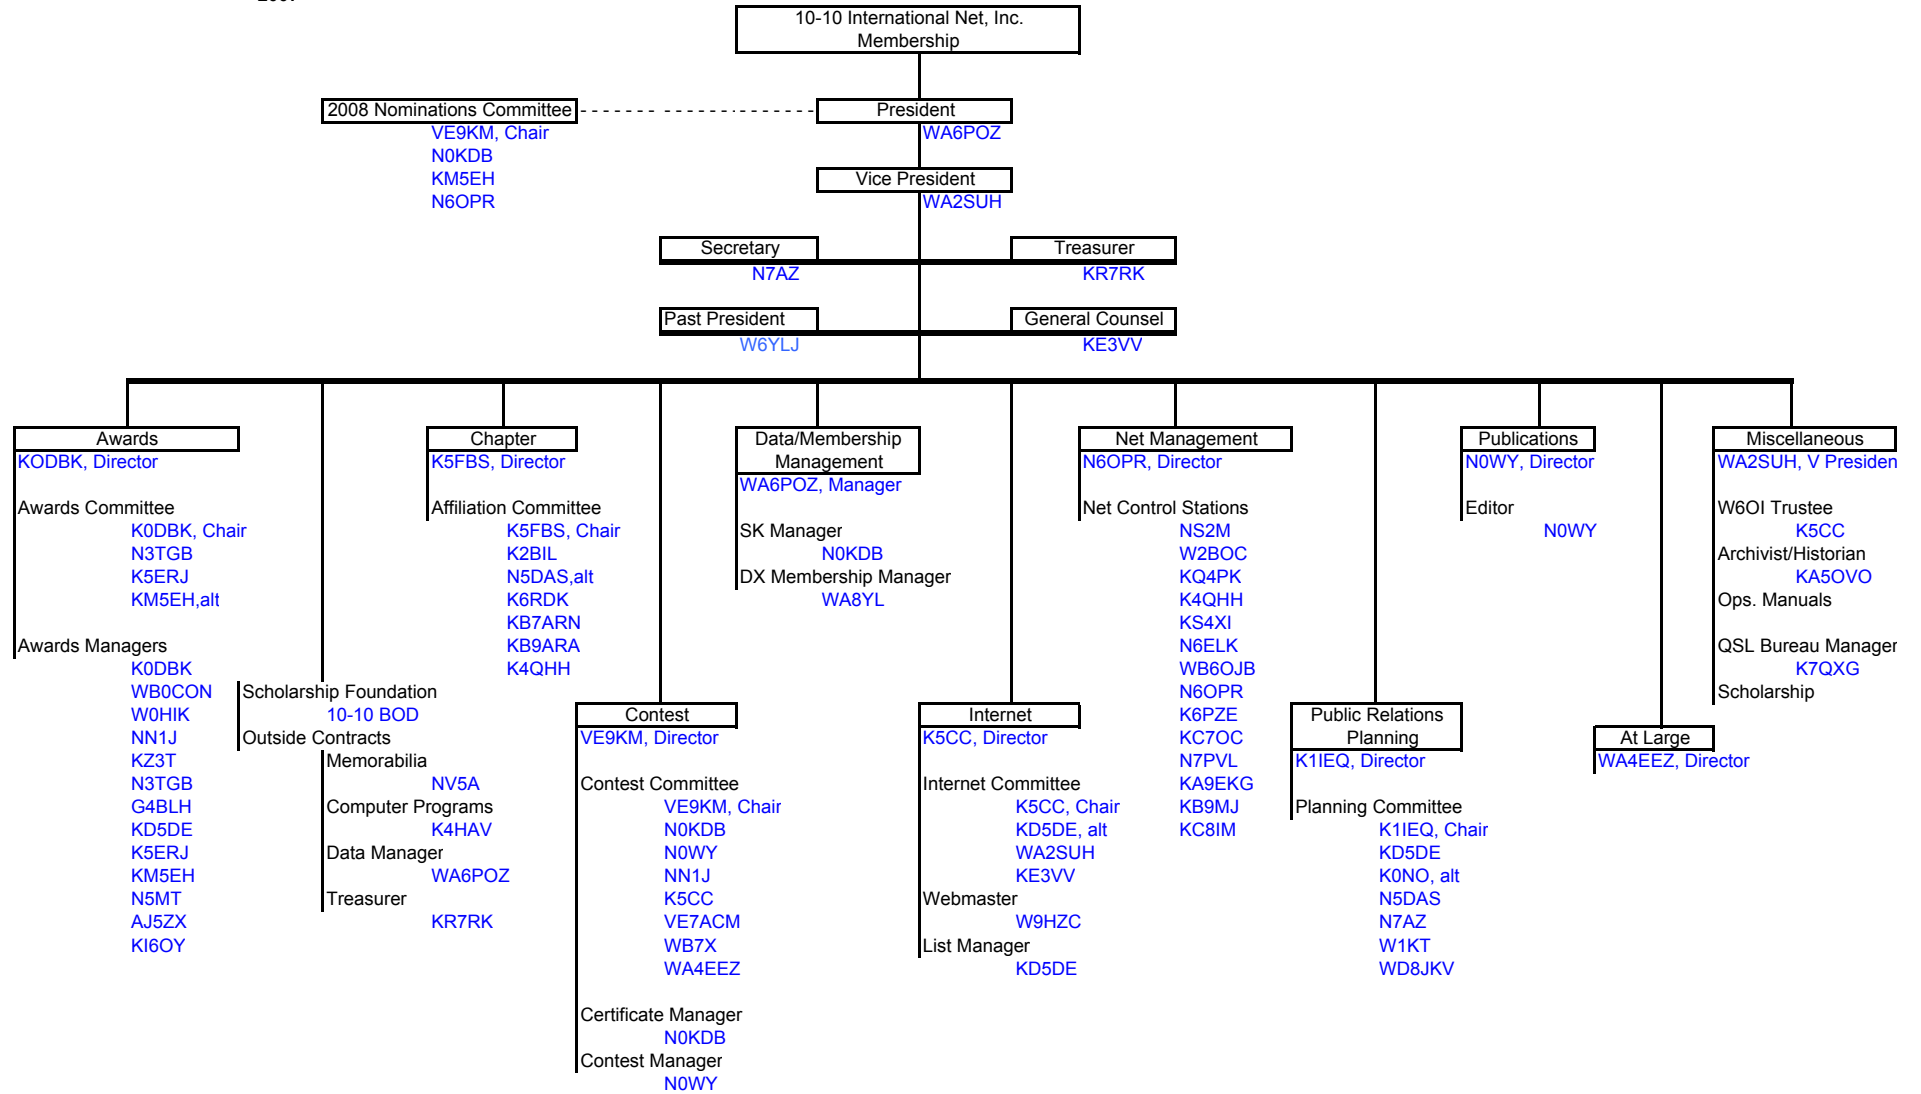 10-10 International Net, Inc.
Membership
2008 Nominations Committee
VE9KM, Chair
N0KDB
KM5EH
N6OPR
President
WA6POZ
Vice President
WA2SUH
Secretary
N7AZ
Treasurer
KR7RK
Past President
W6YLJ
General Counsel
KE3VV
Awards
KODBK, Director
Awards Committee
K0DBK, Chair
N3TGB
K5ERJ
KM5EH,alt
Awards Managers
K0DBK
WB0CON
W0HIK
NN1J
KZ3T
N3TGB
G4BLH
KD5DE
K5ERJ
KM5EH
N5MT
AJ5ZX
KI6OY
Scholarship Foundation
10-10 BOD
Outside Contracts
Memorabilia
NV5A
Computer Programs
K4HAV
Data Manager
WA6POZ
Treasurer
KR7RK
Chapter
K5FBS, Director
Affiliation Committee
K5FBS, Chair
K2BIL
N5DAS,alt
K6RDK
KB7ARN
KB9ARA
K4QHH
Contest
VE9KM, Director
Contest Committee
VE9KM, Chair
N0KDB
N0WY
NN1J
K5CC
VE7ACM
WB7X
WA4EEZ
Certificate Manager
N0KDB
Contest Manager
N0WY
Data/Membership
Management
WA6POZ, Manager
SK Manager
N0KDB
DX Membership Manager
WA8YL
Internet
K5CC, Director
Internet Committee
K5CC, Chair
KD5DE, alt
WA2SUH
KE3VV
Webmaster
W9HZC
List Manager
KD5DE
Net Management
N6OPR, Director
Net Control Stations
NS2M
W2BOC
KQ4PK
K4QHH
KS4XI
N6ELK
WB6OJB
N6OPR
K6PZE
KC7OC
N7PVL
KA9EKG
KB9MJ
KC8IM
Public Relations
Planning
K1IEQ, Director
Planning Committee
K1IEQ, Chair
KD5DE
K0NO, alt
N5DAS
N7AZ
W1KT
WD8JKV
Publications
N0WY, Director
Editor
N0WY
At Large
WA4EEZ, Director
Miscellaneous
WA2SUH, V Presiden
W6OI Trustee
K5CC
Archivist/Historian
KA5OVO
Ops. Manuals
QSL Bureau Manager
K7QXG
Scholarship